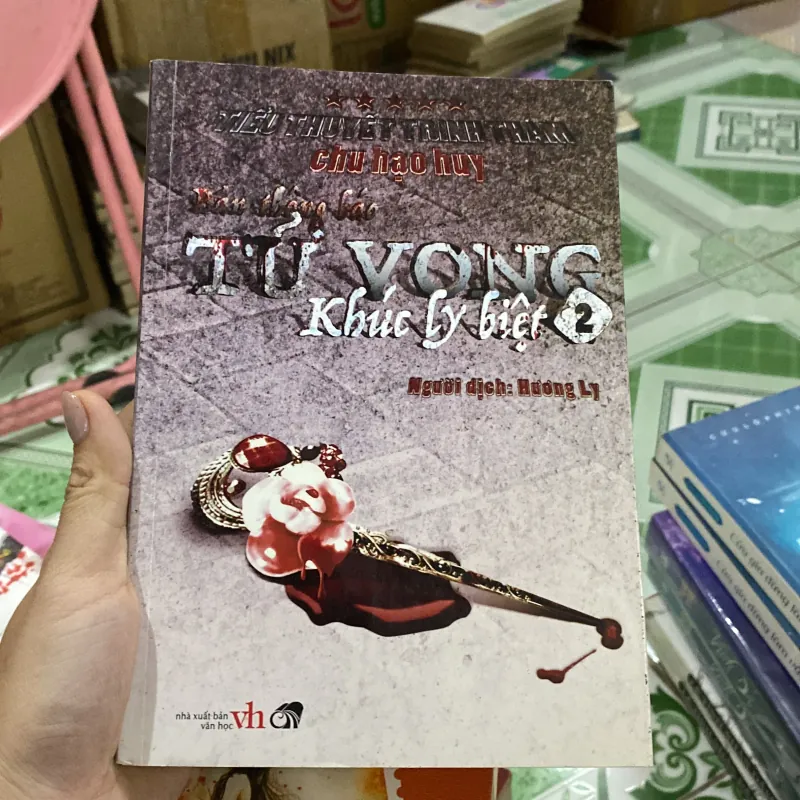 TIỂU THUYẾT TRINH THÁM
chu hạo huy
Bản thông báo
TỬ VONG
Khúc ly biệt 2
Người dịch: Hương Ly
nhà xuất bản
văn học
vh
NIX